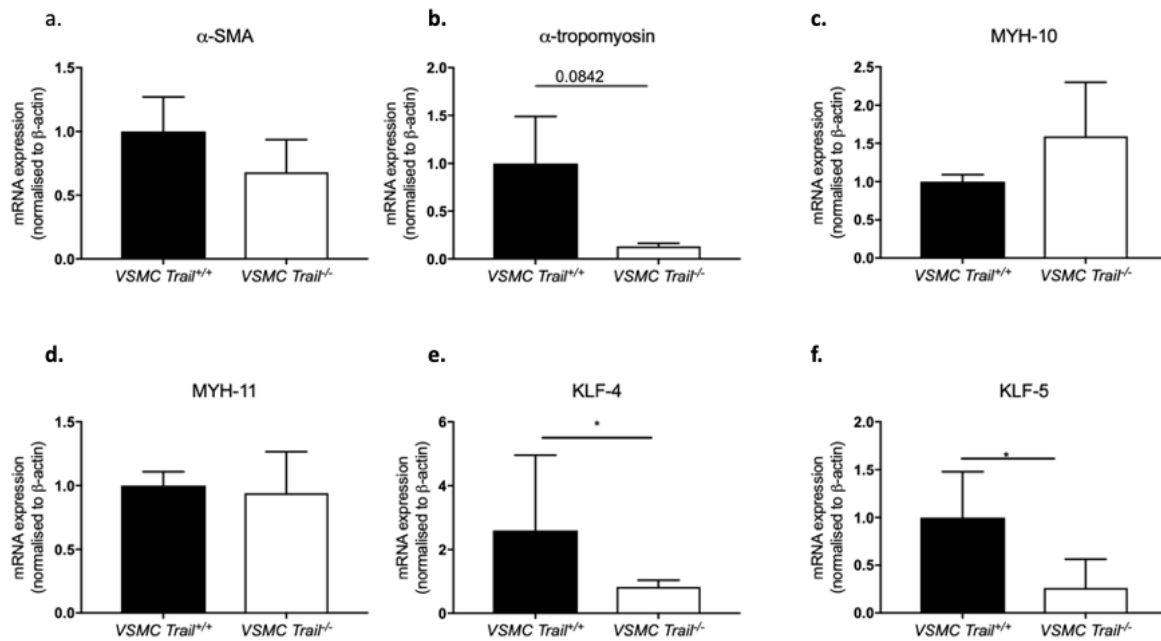 a.
α-SMA
mRNA expression
(normalised to β-actin)
1.5
1.0
0.5
0.0
VSMC Trail+/+ VSMC Trail-/-
b.
α-tropomyosin
mRNA expression
(normalised to β-actin)
2.0
1.5
1.0
0.5
0.0
0.0842
VSMC Trail+/+ VSMC Trail-/-
c.
MYH-10
mRNA expression
(normalised to β-actin)
2.5
2.0
1.5
1.0
0.5
0.0
VSMC Trail+/+ VSMC Trail-/-
d.
MYH-11
mRNA expression
(normalised to β-actin)
1.5
1.0
0.5
0.0
VSMC Trail+/+ VSMC Trail-/-
e.
KLF-4
mRNA expression
(normalised to β-actin)
6
4
2
0
*
VSMC Trail+/+ VSMC Trail-/-
f.
KLF-5
mRNA expression
(normalised to β-actin)
2.0
1.5
1.0
0.5
0.0
*
VSMC Trail+/+ VSMC Trail-/-